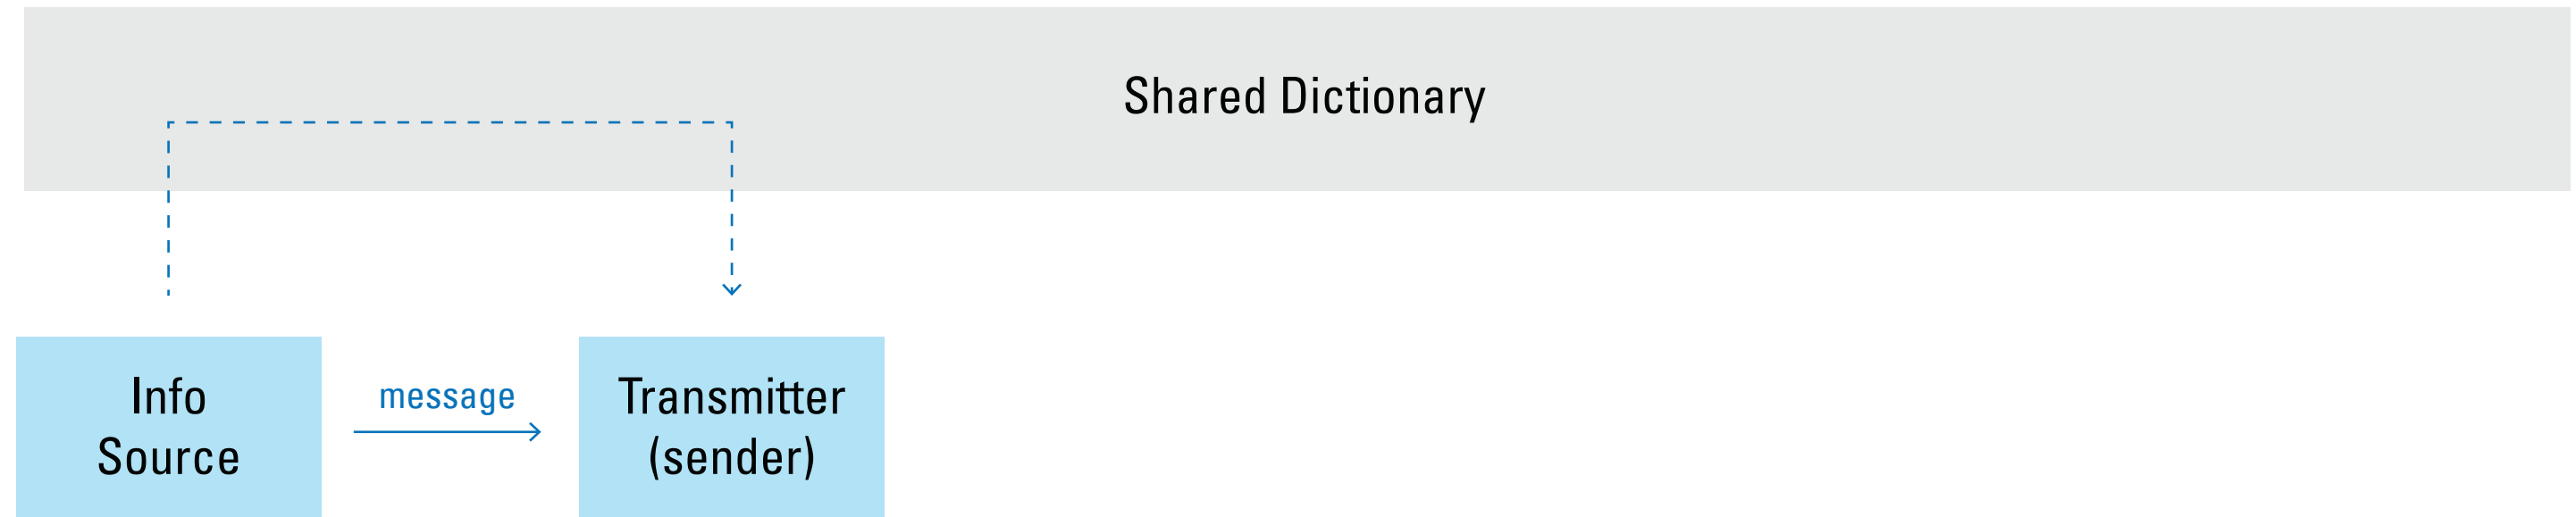 Shared Dictionary
Info
Source
message
Transmitter
(sender)